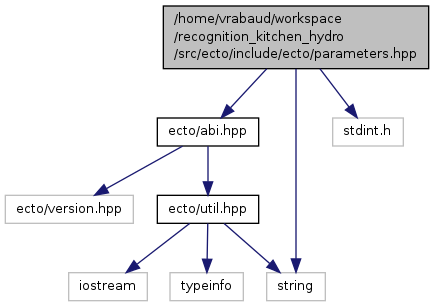 /home/vrabaud/workspace
/recognition_kitchen_hydro
/src/ecto/include/ecto/parameters.hpp
ecto/abi.hpp
stdint.h
ecto/version.hpp
ecto/util.hpp
iostream
typeinfo
string